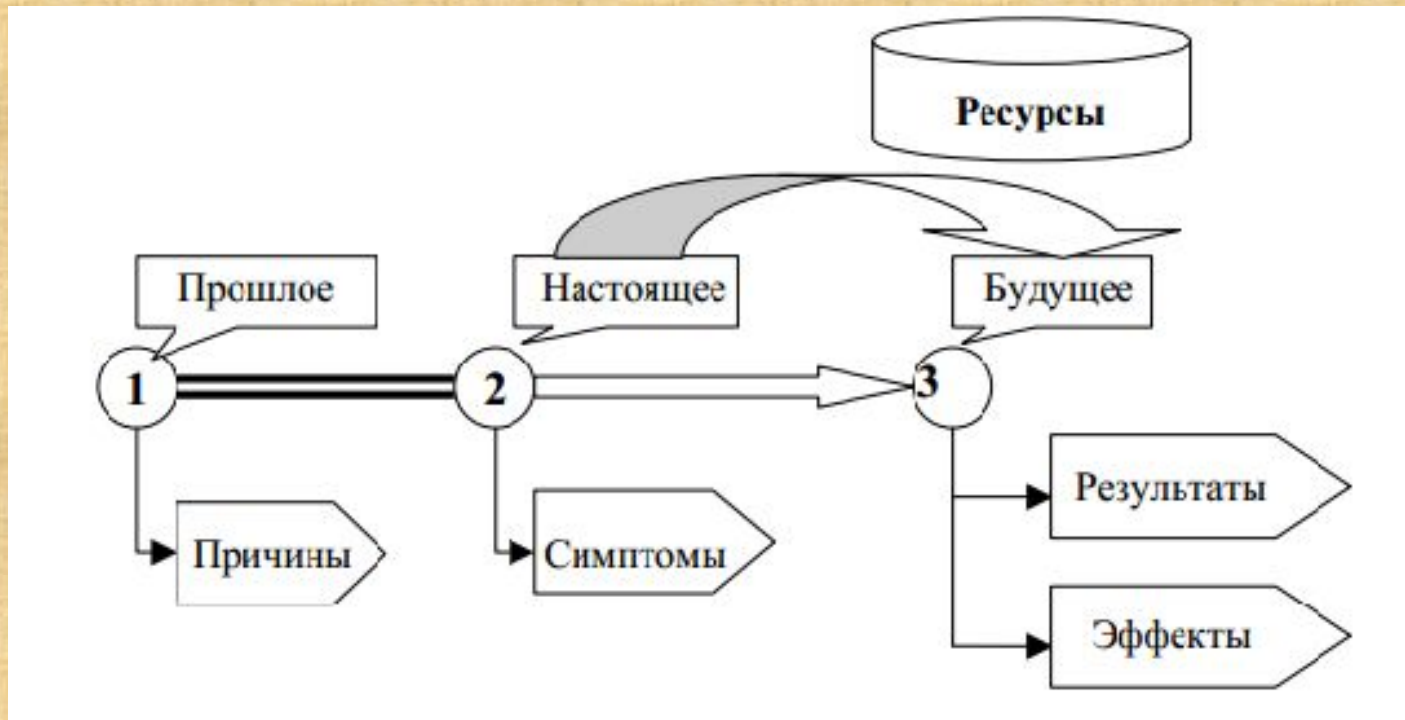 Ресурсы
Прошлое
Настоящее
Будущее
1
2
3
Причины
Симптомы
Результаты
Эффекты